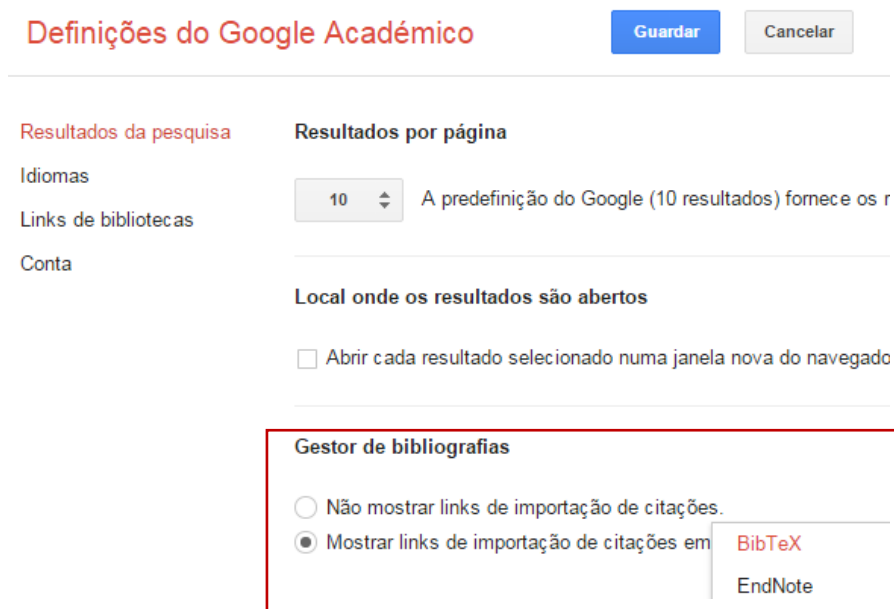 Definições do Google Académico
Guardar
Cancelar
Resultados da pesquisa
Idiomas
Links de bibliotecas
Conta
Resultados por página
10
A predefinição do Google (10 resultados) fornece os
Local onde os resultados são abertos
Abrir cada resultado selecionado numa janela nova do
Gestor de bibliografias
Não mostrar links de importação de citações.
Mostrar links de importação de citações em
BibTeX
EndNote